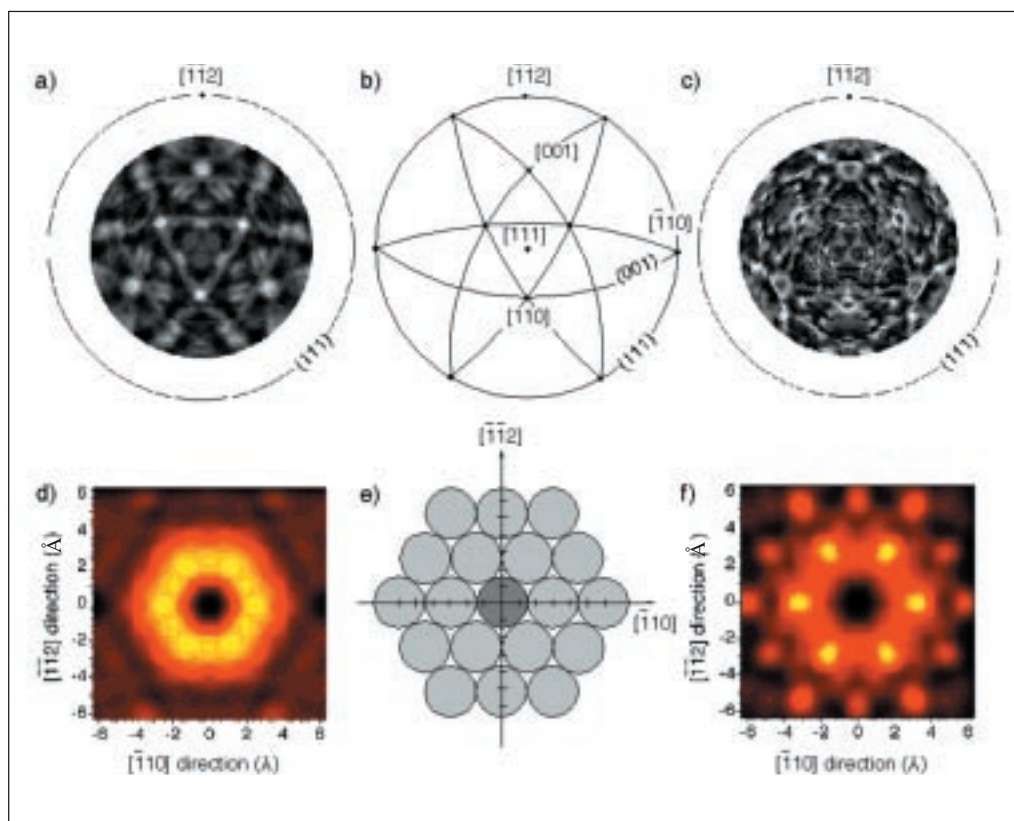 a)
[1̄1̄2]
b)
[1̄1̄2]
c)
[1̄1̄2]
[001]
[111]
[1̄10]
(001)
[110]
(111)
(111)
(111)
d)
6
4
2
0
-2
-4
-6
[1̄1̄2] direction (Å)
-6 -4 -2 0 2 4 6
[1̄10] direction (Å)
e)
[1̄1̄2]
[1̄10]
f)
6
4
2
0
-2
-4
-6
[1̄1̄2] direction (Å)
-6 -4 -2 0 2 4 6
[1̄10] direction (Å)